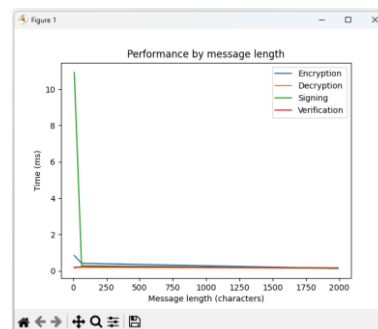 Figure 1
Performance by message length
Encryption
Decryption
Signing
Verification
10
8
6
4
2
0
Time (ms)
0 250 500 750 1000 1250 1500 1750 2000
Message length (characters)